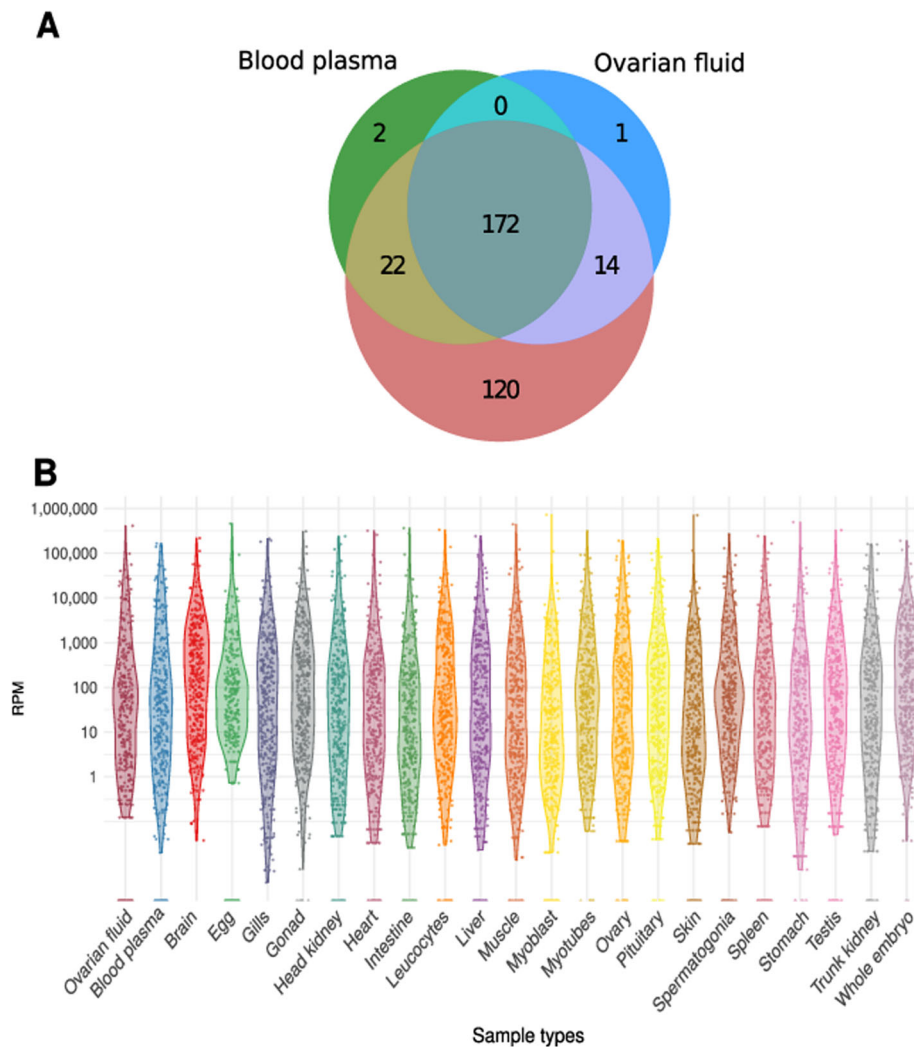 A
Blood plasma
Ovarian fluid
0
2
1
172
22
14
120
B
1,000,000
100,000
10,000
1,000
100
10
1
RPM
Ovarian fluid
Blood plasma
Brain
Egg
Gills
Gonad
Head kidney
Heart
Intestine
Leucocytes
Liver
Muscle
Myoblast
Myotubes
Ovary
Pituitary
Skin
Spermatogonia
Spleen
Stomach
Testis
Trunk kidney
Whole embryo
Sample types